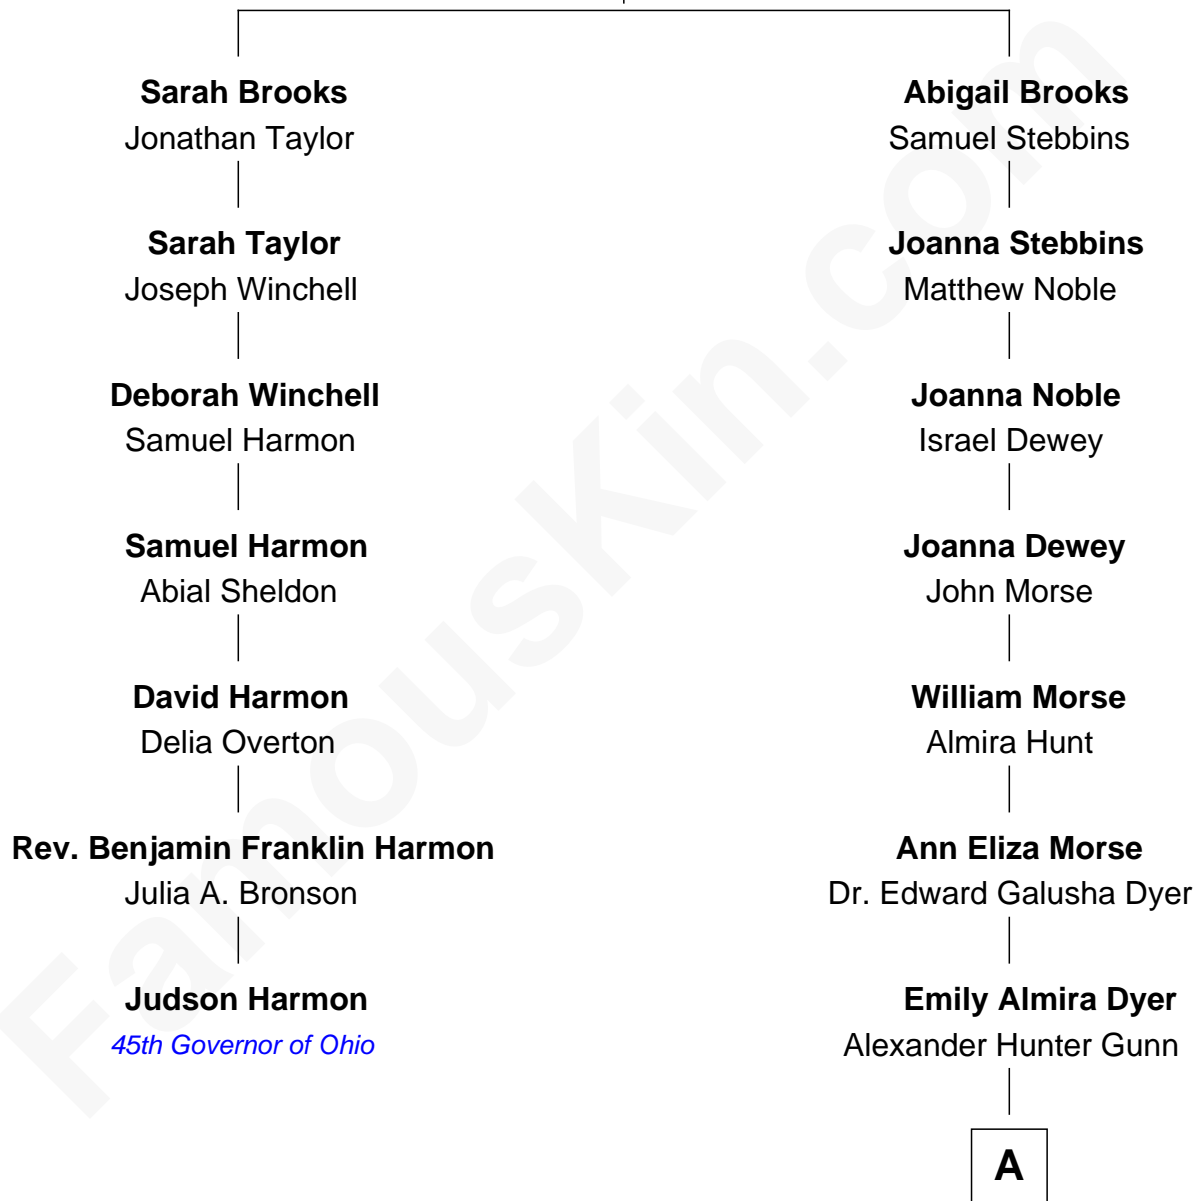 Sarah Brooks
Jonathan Taylor
Sarah Taylor
Joseph Winchell
Deborah Winchell
Samuel Harmon
Samuel Harmon
Abial Sheldon
David Harmon
Delia Overton
Rev. Benjamin Franklin Harmon
Julia A. Bronson
Judson Harmon
45th Governor of Ohio
Abigail Brooks
Samuel Stebbins
Joanna Stebbins
Matthew Noble
Joanna Noble
Israel Dewey
Joanna Dewey
John Morse
William Morse
Almira Hunt
Ann Eliza Morse
Dr. Edward Galusha Dyer
Emily Almira Dyer
Alexander Hunter Gunn
A
FamousKin.com